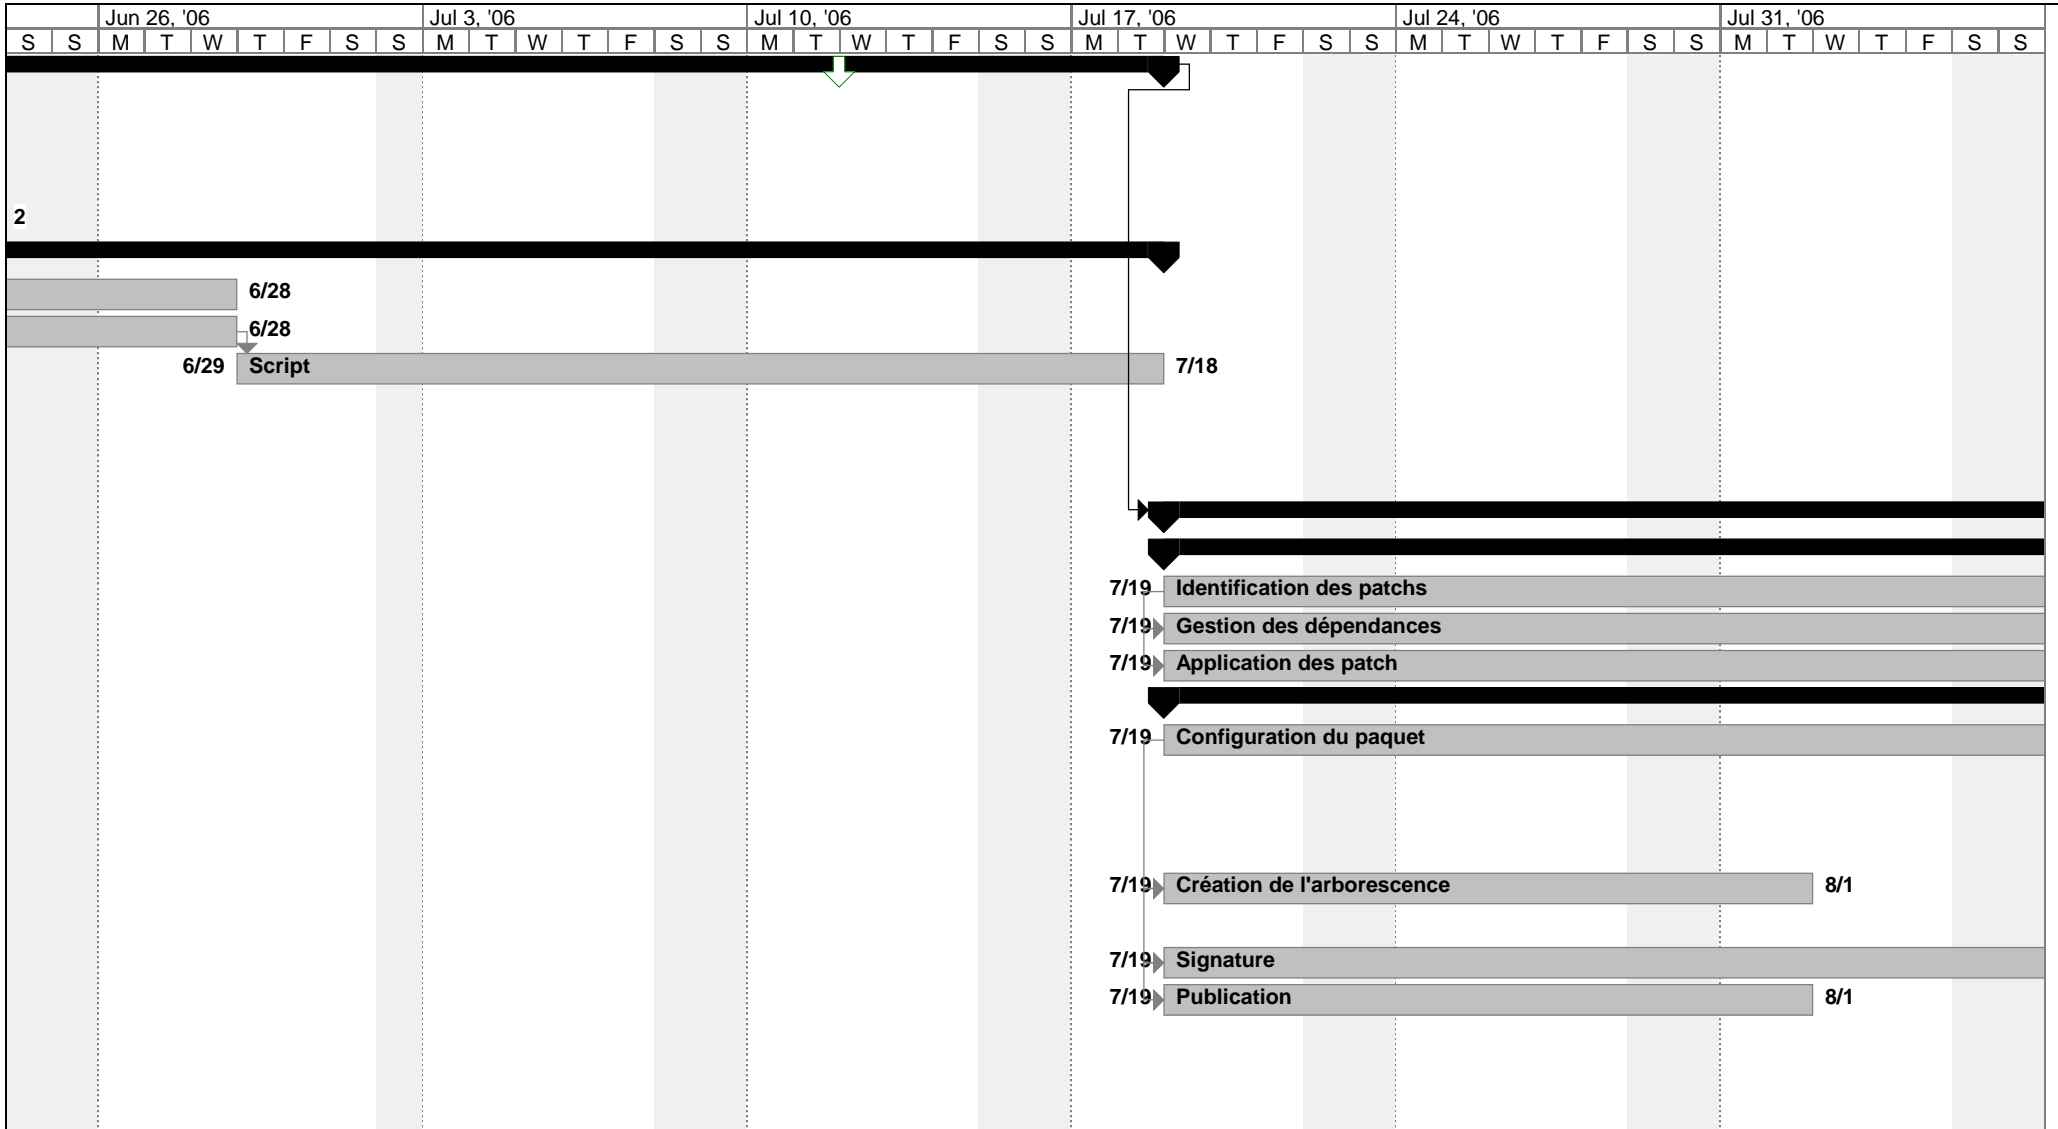 Jun 26, '06 Jul 3, '06 Jul 10, '06 Jul 17, '06 Jul 24, '06 Jul 31, '06
S S M T W T F S S M T W T F S S M T W T F S S M T W T F S S M T W T F S S M T W T F S S
2
6/28
6/28
6/29 Script 7/18
7/19 Identification des patchs
7/19 Gestion des dépendances
7/19 Application des patch
7/19 Configuration du paquet
7/19 Création de l'arborescence 8/1
7/19 Signature
7/19 Publication 8/1